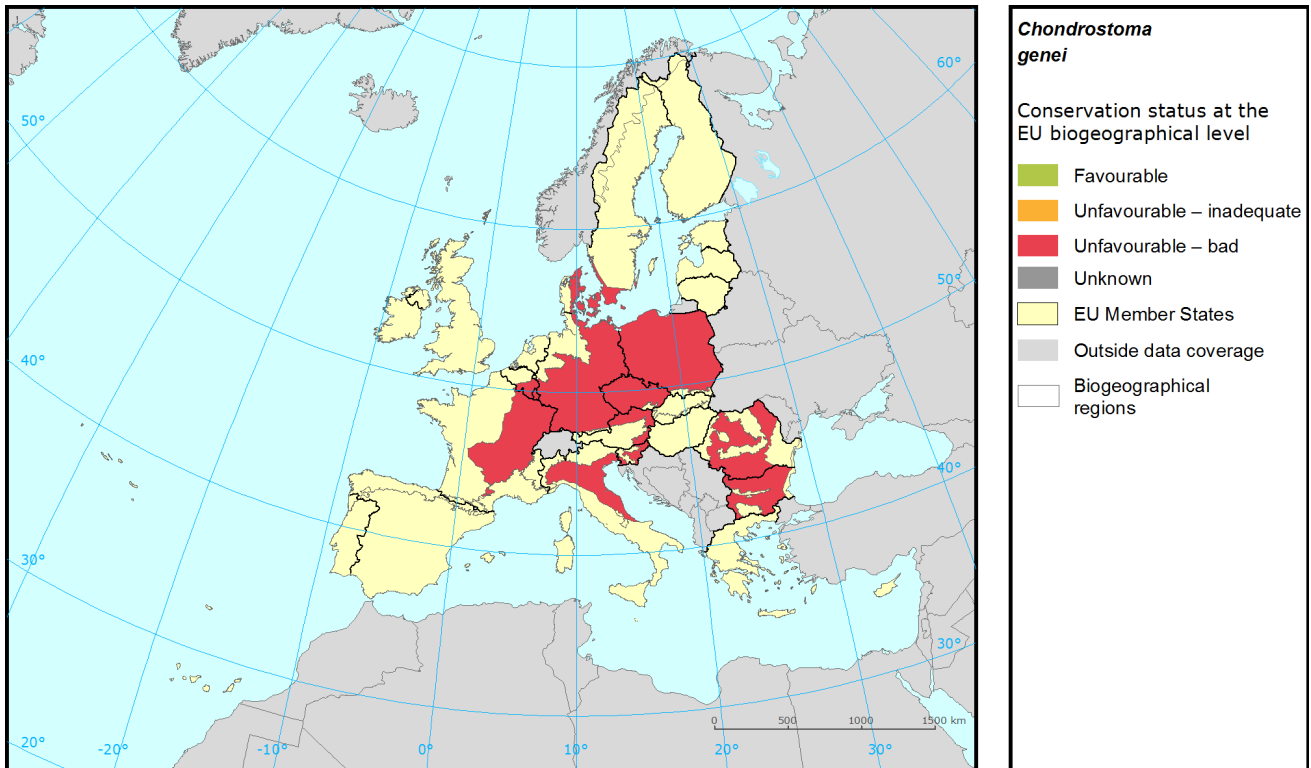 60°
50°
50°
40°
40°
30°
30°
20°
-20°
-10°
0°
10°
20°
30°
0 500 1000 1500 km
Chondrostoma
genei
Conservation status at the
EU biogeographical level
Favourable
Unfavourable – inadequate
Unfavourable – bad
Unknown
EU Member States
Outside data coverage
Biogeographical
regions